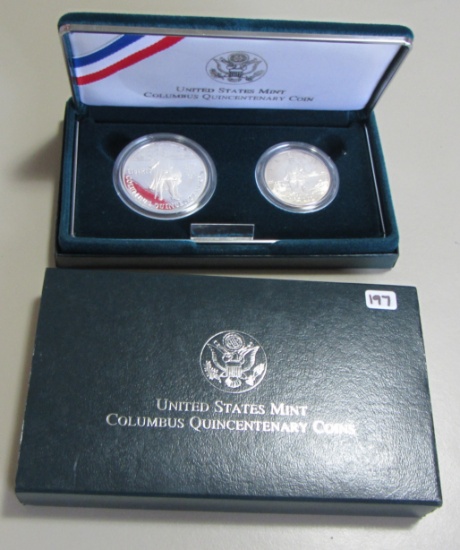 United States Mint
Columbus Quincentenary Coin
197
United States Mint
Columbus Quincentenary Coins